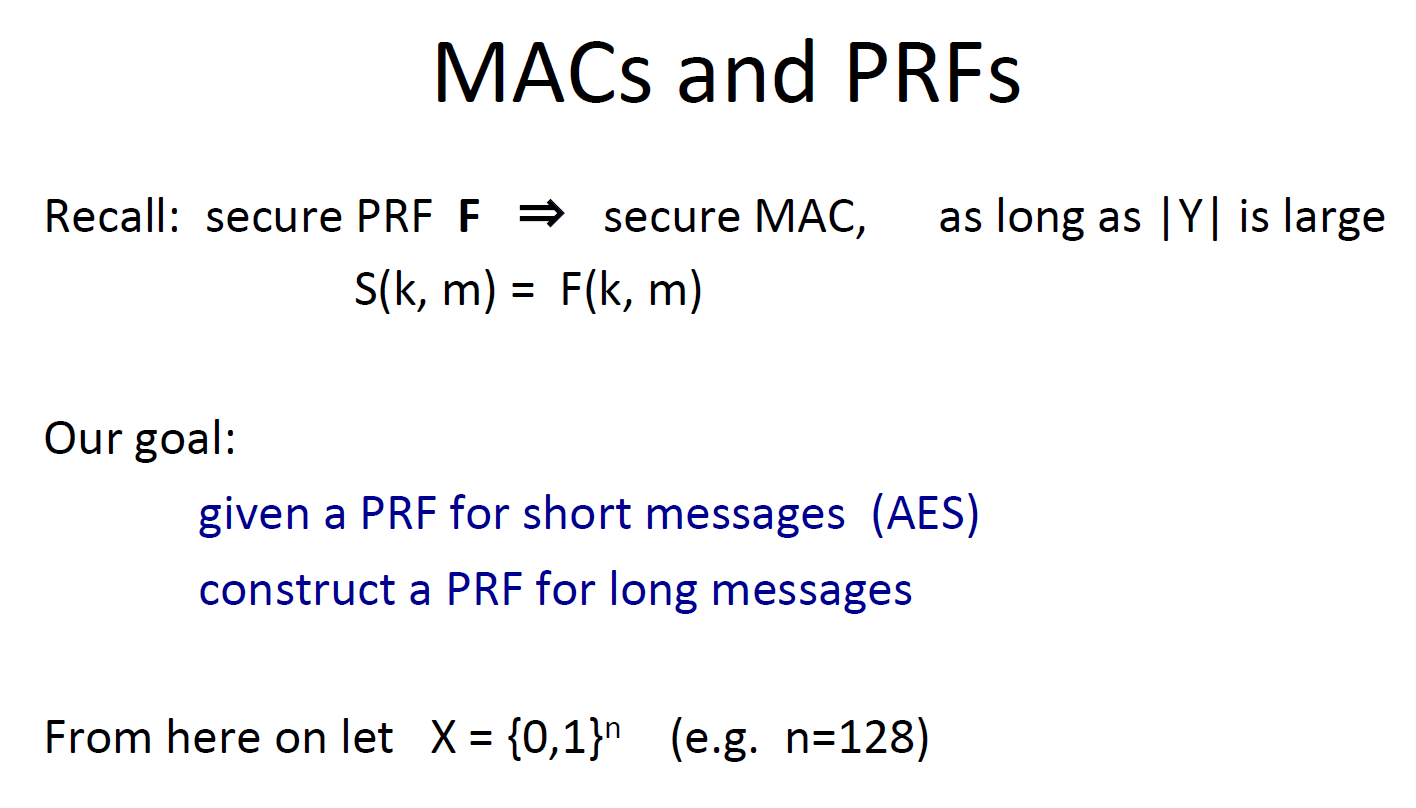 MACs and PRFs
Recall: secure PRF F ⇒ secure MAC, as long as |Y| is large
S(k, m) = F(k, m)
Our goal:
given a PRF for short messages (AES)
construct a PRF for long messages
From here on let X = {0,1}ⁿ (e.g. n=128)